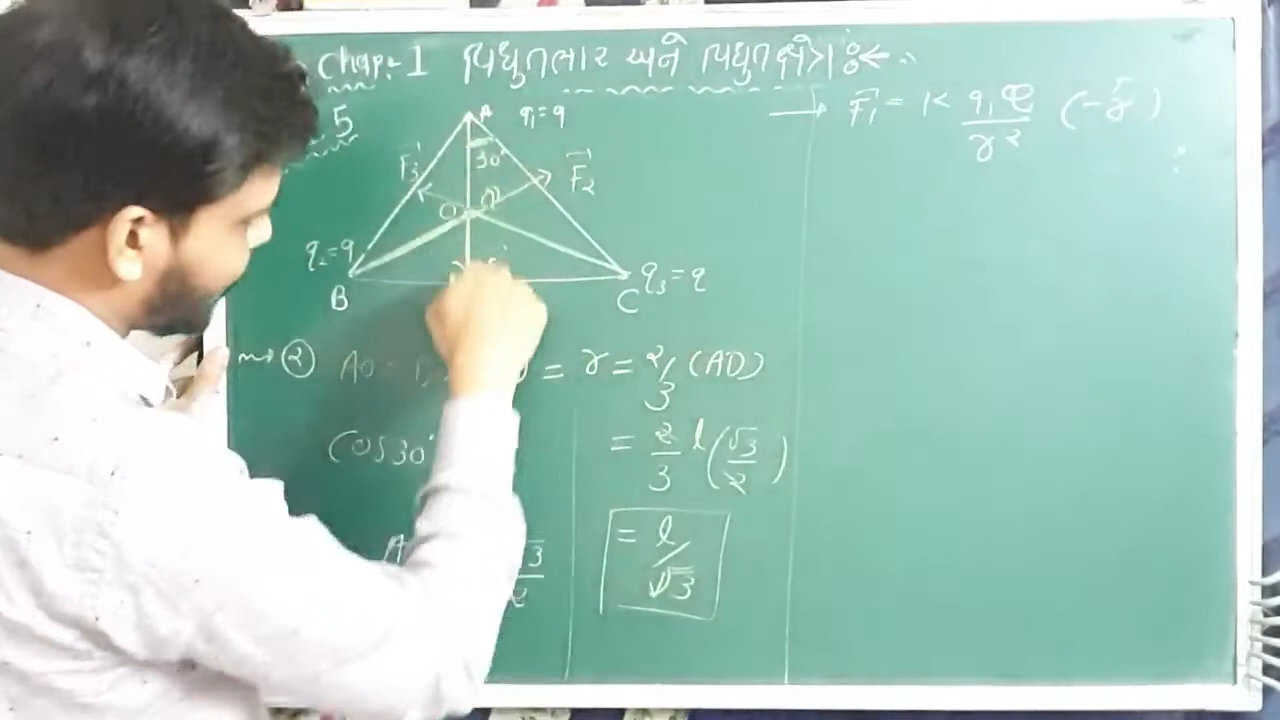 Chap:-1 વિદ્યુતભાર અને વિદ્યુતક્ષેત્રો :←
5
A q₁=q
30°
F₃ F₂
O
q₂=q
B
C q₃=q
(2) AO = = r = 2/3 (AD)
Cos30° = 2/3 l(√3/2)
= l/√3
→ F₁ = K q₁Q/r²